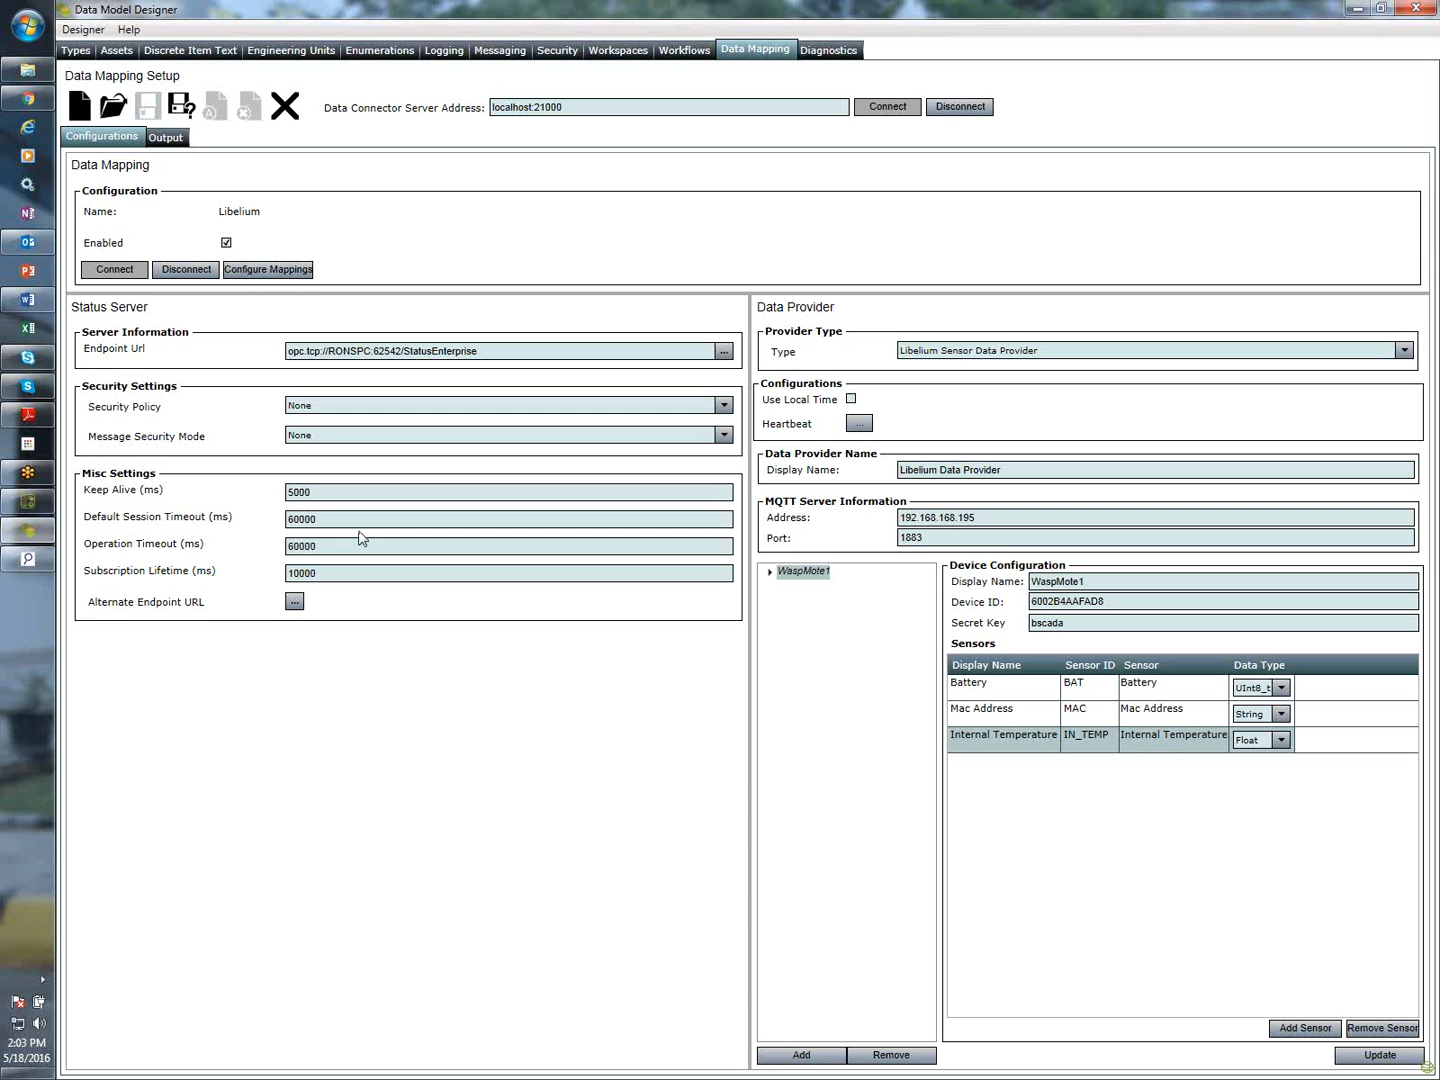 Data Model Designer
Designer Help
Types Assets Discrete Item Text Engineering Units Enumerations Logging Messaging Security Workspaces Workflows Data Mapping Diagnostics
Data Mapping Setup
Data Connector Server Address: localhost:21000 Connect Disconnect
Configurations Output
Data Mapping
Configuration
Name: Libelium
Enabled
Connect Disconnect Configure Mappings
Status Server
Server Information
Endpoint Url opc.tcp://RONSPC:62542/StatusEnterprise ...
Security Settings
Security Policy None
Message Security Mode None
Misc Settings
Keep Alive (ms) 5000
Default Session Timeout (ms) 60000
Operation Timeout (ms) 60000
Subscription Lifetime (ms) 10000
Alternate Endpoint URL ...
Data Provider
Provider Type
Type Libelium Sensor Data Provider
Configurations
Use Local Time
Heartbeat ...
Data Provider Name
Display Name: Libelium Data Provider
MQTT Server Information
Address: 192.168.168.195
Port: 1883
WaspMote1
Device Configuration
Display Name: WaspMote1
Device ID: 6002B4AAFAD8
Secret Key bscada
Sensors
Display Name Sensor ID Sensor Data Type
Battery BAT Battery UInt8_t
Mac Address MAC Mac Address String
Internal Temperature IN_TEMP Internal Temperature Float
Add Sensor Remove Sensor
Add Remove Update
2:03 PM
5/18/2016